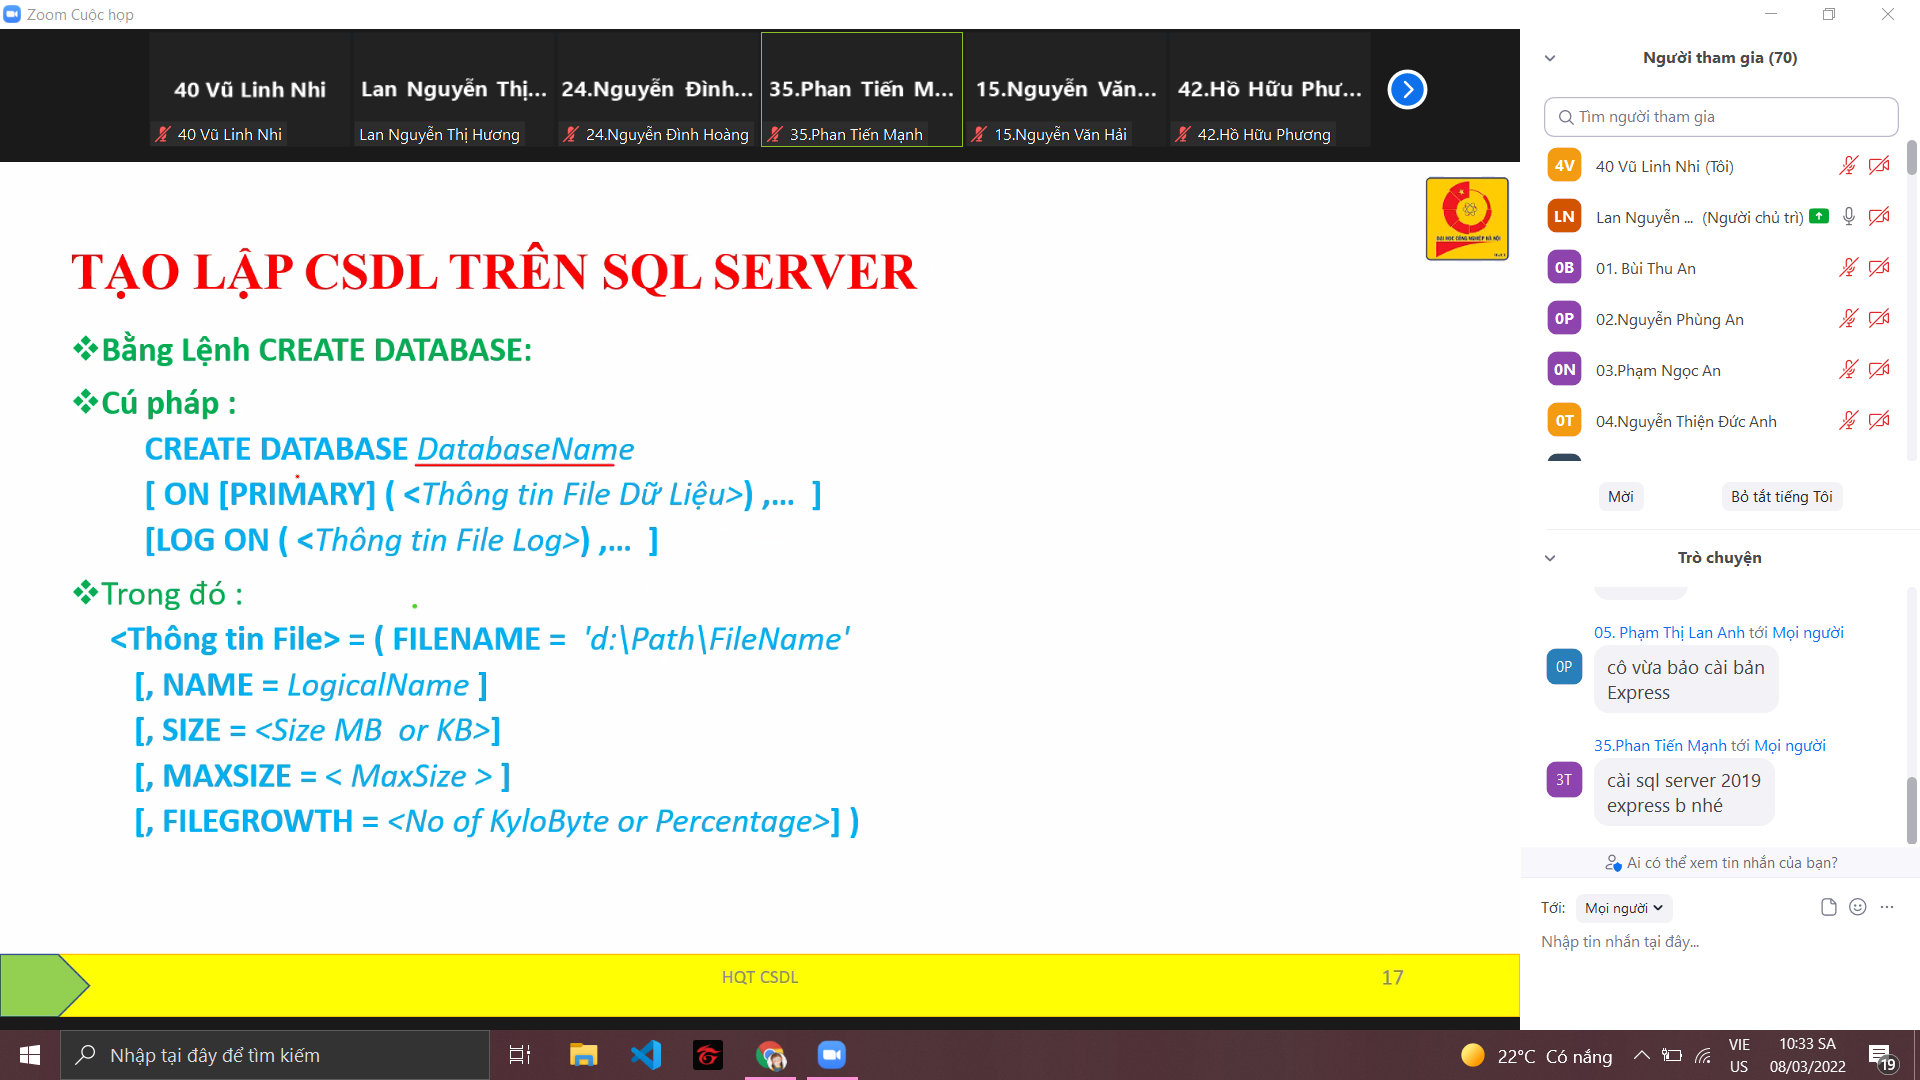 Zoom Cuộc họp
40 Vũ Linh Nhi
Lan Nguyễn Thị...
24.Nguyễn Đình...
35.Phan Tiến M...
15.Nguyễn Văn...
42.Hồ Hữu Phư...
40 Vũ Linh Nhi
Lan Nguyễn Thị Hương
24.Nguyễn Đình Hoàng
35.Phan Tiến Mạnh
15.Nguyễn Văn Hải
42.Hồ Hữu Phương
ĐẠI HỌC CÔNG NGHIỆP HÀ NỘI
TẠO LẬP CSDL TRÊN SQL SERVER
❖Bằng Lệnh CREATE DATABASE:
❖Cú pháp :
CREATE DATABASE DatabaseName
[ ON [PRIMARY] ( <Thông tin File Dữ Liệu>) ,... ]
[LOG ON ( <Thông tin File Log>) ,... ]
❖Trong đó :
<Thông tin File> = ( FILENAME = 'd:\Path\FileName'
[, NAME = LogicalName ]
[, SIZE = <Size MB or KB>]
[, MAXSIZE = < MaxSize > ]
[, FILEGROWTH = <No of KyloByte or Percentage>] )
HQT CSDL
17
Người tham gia (70)
Tìm người tham gia
4V 40 Vũ Linh Nhi (Tôi)
LN Lan Nguyễn ... (Người chủ trì)
0B 01. Bùi Thu An
0P 02.Nguyễn Phùng An
0N 03.Phạm Ngọc An
0T 04.Nguyễn Thiện Đức Anh
Mời
Bỏ tắt tiếng Tôi
Trò chuyện
05. Phạm Thị Lan Anh tới Mọi người
0P
cô vừa bảo cài bản
Express
35.Phan Tiến Mạnh tới Mọi người
3T
cài sql server 2019
express b nhé
Ai có thể xem tin nhắn của bạn?
Tới: Mọi người
Nhập tin nhắn tại đây...
Nhập tại đây để tìm kiếm
22°C Có nắng
VIE
US
10:33 SA
08/03/2022
19